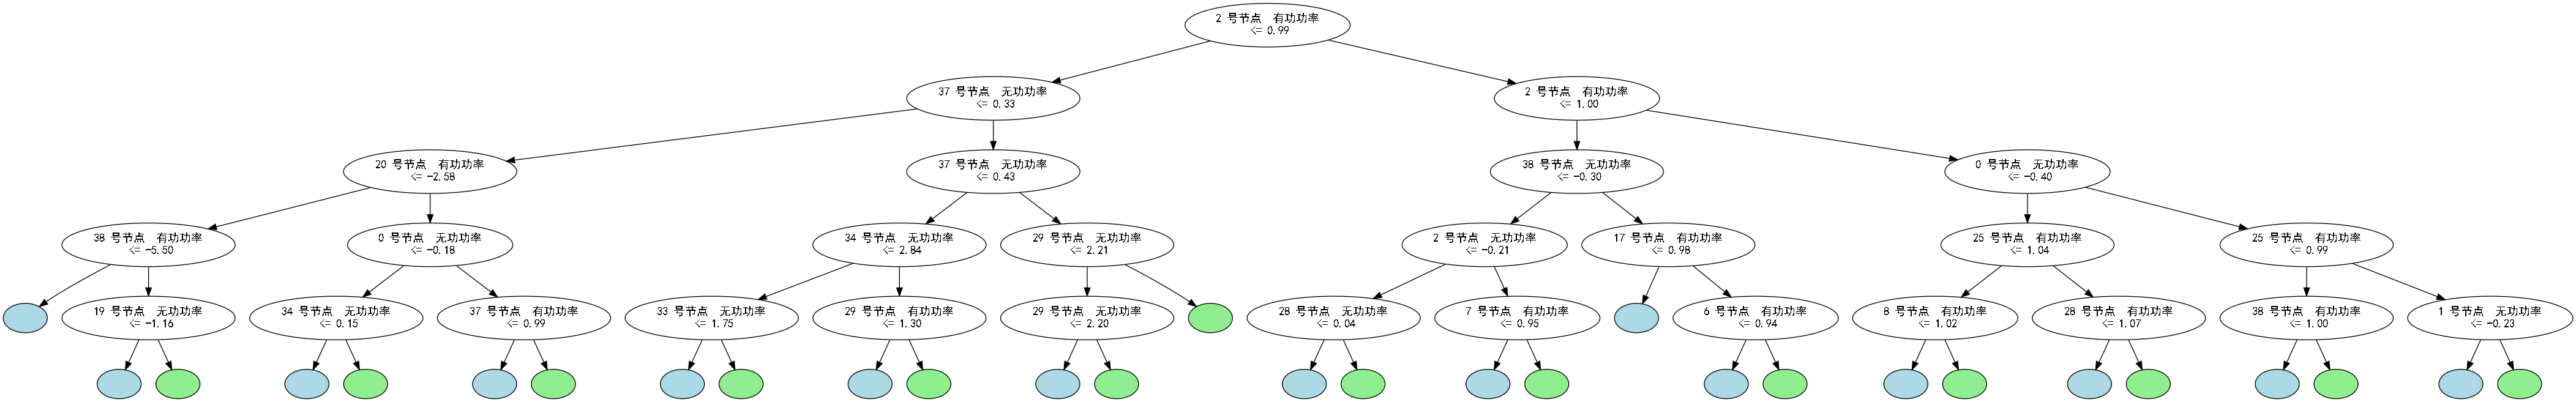 2 号节点 有功功率
<= 0.99
37 号节点 无功功率
<= 0.33
2 号节点 有功功率
<= 1.00
20 号节点 有功功率
<= -2.58
37 号节点 无功功率
<= 0.43
38 号节点 无功功率
<= -0.30
0 号节点 无功功率
<= -0.40
38 号节点 有功功率
<= -5.50
0 号节点 无功功率
<= -0.18
34 号节点 无功功率
<= 2.84
29 号节点 无功功率
<= 2.21
2 号节点 无功功率
<= -0.21
17 号节点 有功功率
<= 0.98
25 号节点 有功功率
<= 1.04
25 号节点 有功功率
<= 0.99
19 号节点 无功功率
<= -1.16
34 号节点 无功功率
<= 0.15
37 号节点 有功功率
<= 0.99
33 号节点 无功功率
<= 1.75
29 号节点 有功功率
<= 1.30
29 号节点 无功功率
<= 2.20
28 号节点 无功功率
<= 0.04
7 号节点 有功功率
<= 0.95
6 号节点 有功功率
<= 0.94
8 号节点 有功功率
<= 1.02
28 号节点 有功功率
<= 1.07
38 号节点 有功功率
<= 1.00
1 号节点 无功功率
<= -0.23